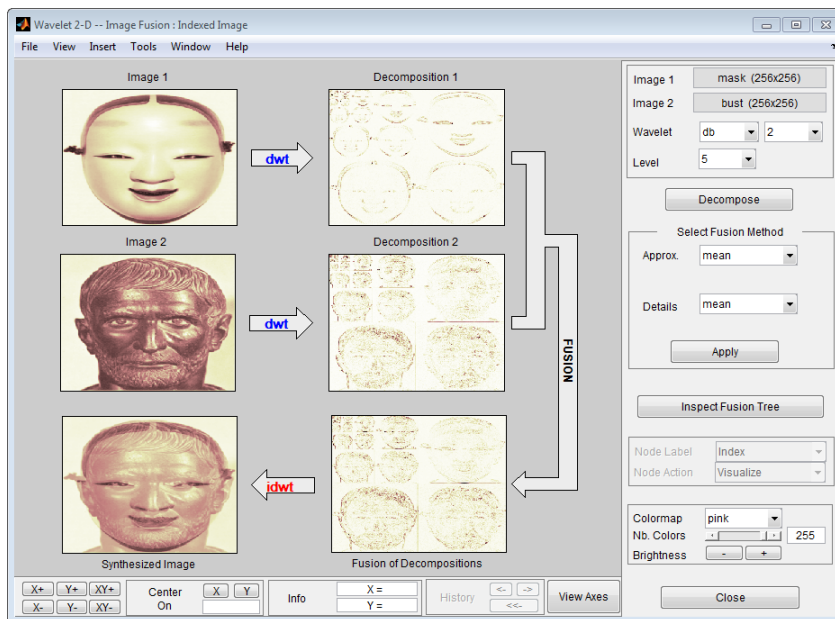 Wavelet 2-D -- Image Fusion : Indexed Image
File View Insert Tools Window Help
Image 1
Decomposition 1
dwt
Image 2
Decomposition 2
dwt
FUSION
idwt
Synthesized Image
Fusion of Decompositions
Image 1 mask (256x256)
Image 2 bust (256x256)
Wavelet db 2
Level 5
Decompose
Select Fusion Method
Approx. mean
Details mean
Apply
Inspect Fusion Tree
Node Label Index
Node Action Visualize
Colormap pink
Nb. Colors 255
Brightness - +
Close
X+ Y+ XY+
X- Y- XY-
Center On X Y
Info X = Y =
History <- -> <<-
View Axes